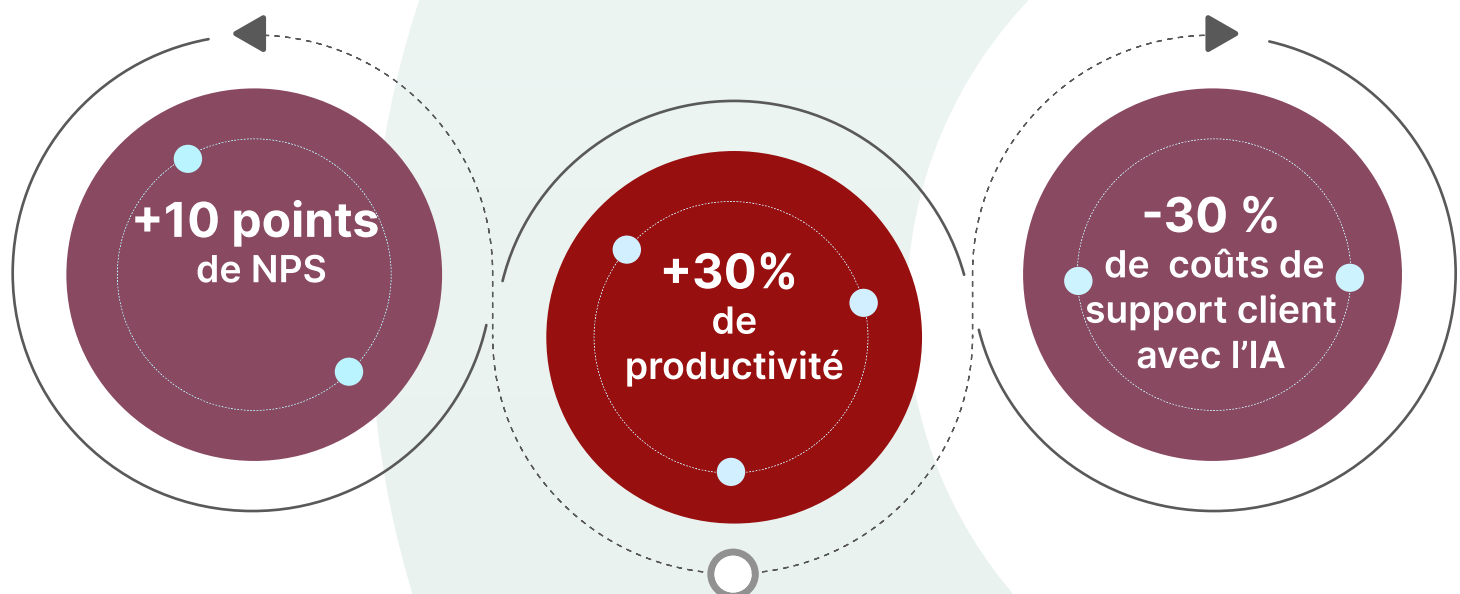 +10 points
de NPS
+30%
de
productivité
-30 %
de coûts de
support client
avec l’IA